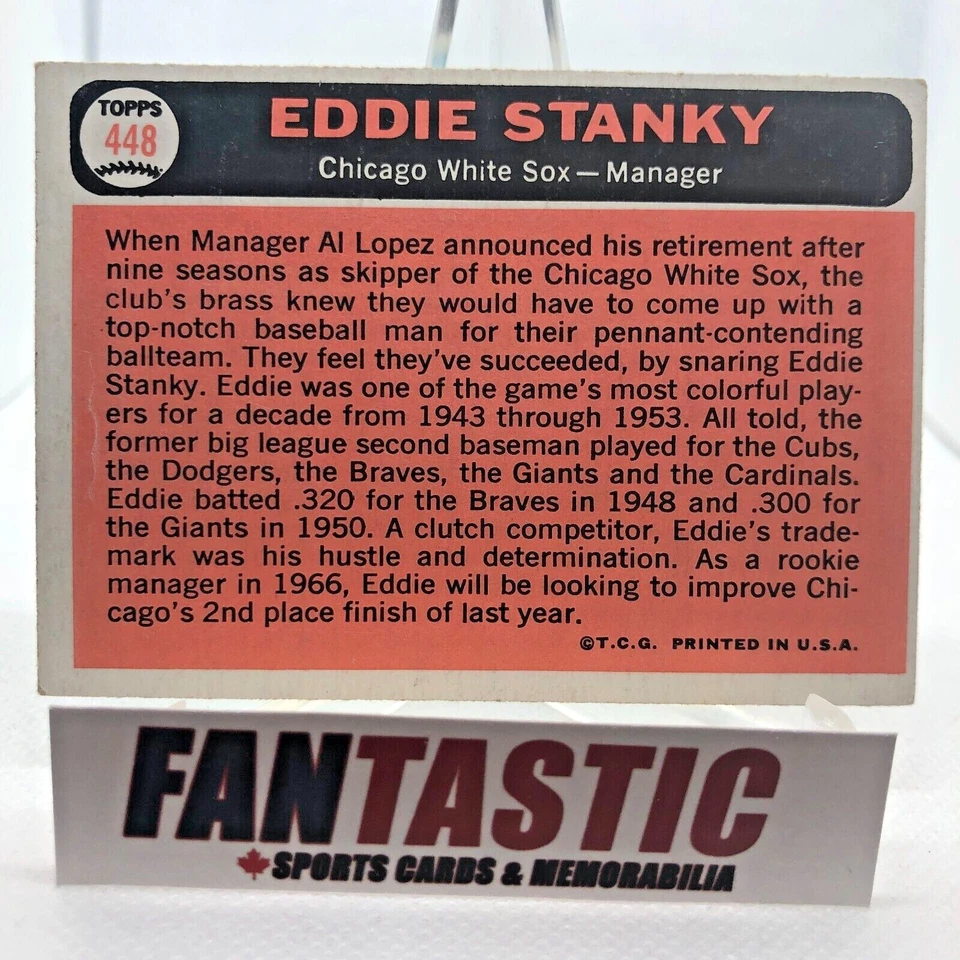 TOPPS
448
EDDIE STANKY
Chicago White Sox — Manager
When Manager Al Lopez announced his retirement after
nine seasons as skipper of the Chicago White Sox, the
club's brass knew they would have to come up with a
top-notch baseball man for their pennant-contending
ballteam. They feel they've succeeded, by snaring Eddie
Stanky. Eddie was one of the game's most colorful play-
ers for a decade from 1943 through 1953. All told, the
former big league second baseman played for the Cubs,
the Dodgers, the Braves, the Giants and the Cardinals.
Eddie batted .320 for the Braves in 1948 and .300 for
the Giants in 1950. A clutch competitor, Eddie's trade-
mark was his hustle and determination. As a rookie
manager in 1966, Eddie will be looking to improve Chi-
cago's 2nd place finish of last year.
©T.C.G. PRINTED IN U.S.A.
FANTASTIC
SPORTS CARDS & MEMORABILIA